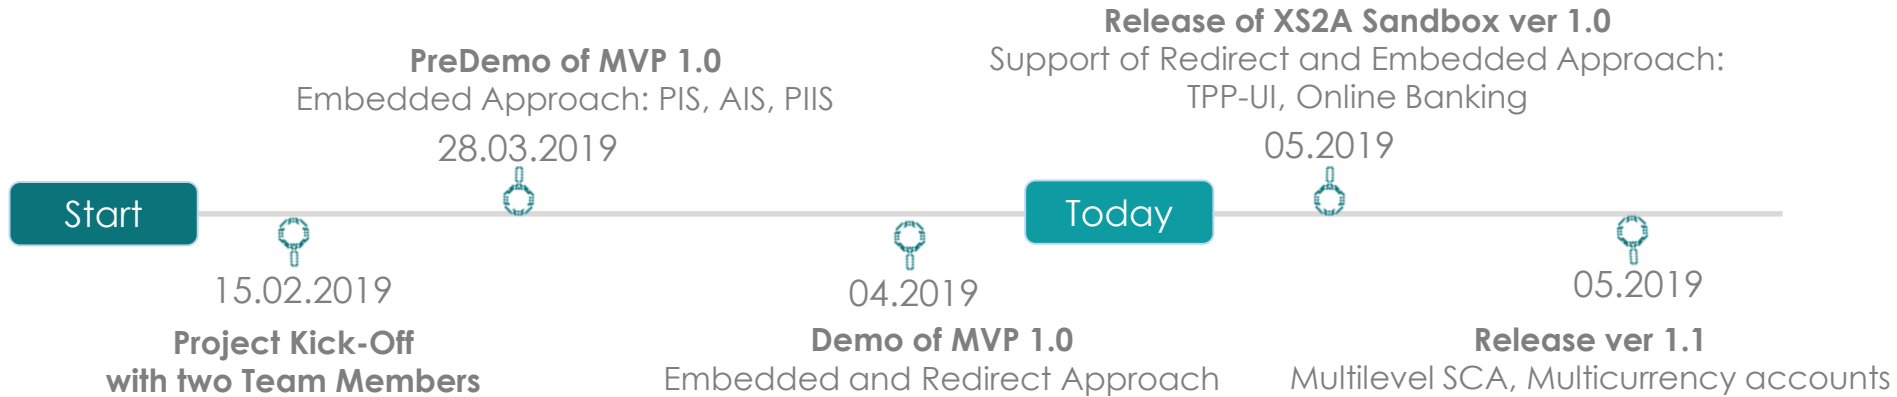 Release of XS2A Sandbox ver 1.0
Support of Redirect and Embedded Approach:
TPP-UI, Online Banking
05.2019
PreDemo of MVP 1.0
Embedded Approach: PIS, AIS, PIIS
28.03.2019
Start
Today
15.02.2019
Project Kick-Off
with two Team Members
04.2019
Demo of MVP 1.0
Embedded and Redirect Approach
05.2019
Release ver 1.1
Multilevel SCA, Multicurrency accounts